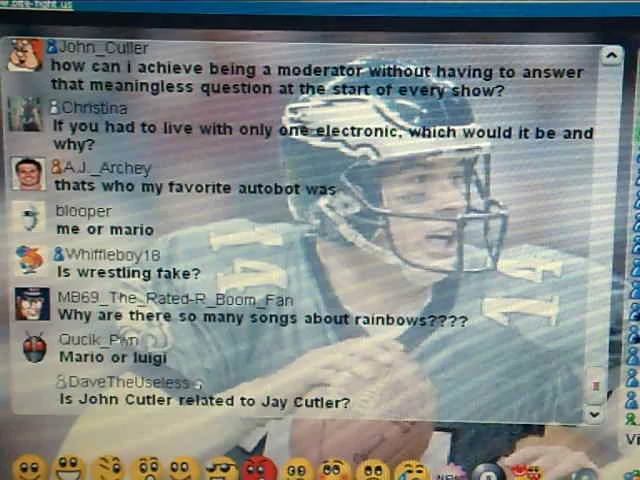 John_Cutler
how can i achieve being a moderator without having to answer
that meaningless question at the start of every show?
Christina
If you had to live with only one electronic, which would it be and
why?
A.J._Archey
thats who my favorite autobot was
blooper
me or mario
Whiffleboy18
Is wrestling fake?
MB69_The_Rated-R_Boom_Fan
Why are there so many songs about rainbows????
Qucik_Pen
Mario or luigi
DaveTheUseless
Is John Cutler related to Jay Cutler?